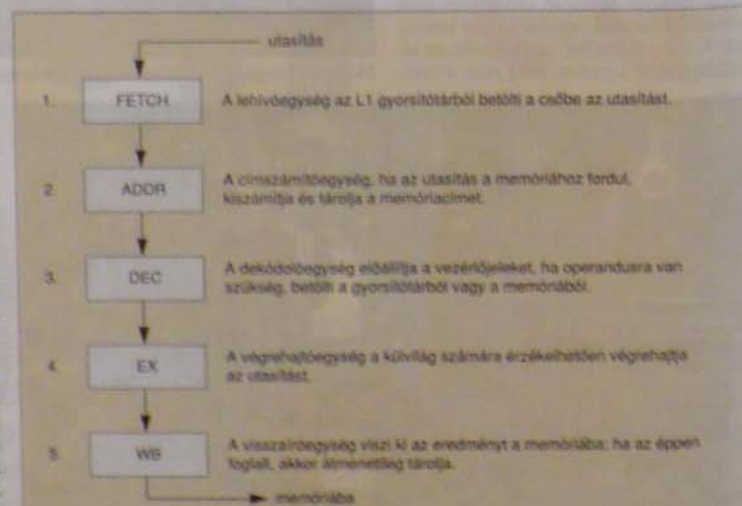 utasítás
1. FETCH A lehívóegység az L1 gyorsítótárból betölti a csőbe az utasítást.
2. ADDR A címszámítóegység, ha az utasítás a memóriához fordul,
kiszámítja és tárolja a memóriacímet.
3. DEC A dekódolóegység előállítja a vezérlőjeleket, ha operandusra van
szükség, betölti a gyorsítótárból vagy a memóriából.
4. EX A végrehajtóegység a külvilág számára érzékelhetően végrehajtja
az utasítást.
5. WB A visszaíróegység viszi ki az eredményt a memóriába; ha az éppen
foglalt, akkor átmenetileg tárolja.
memóriába